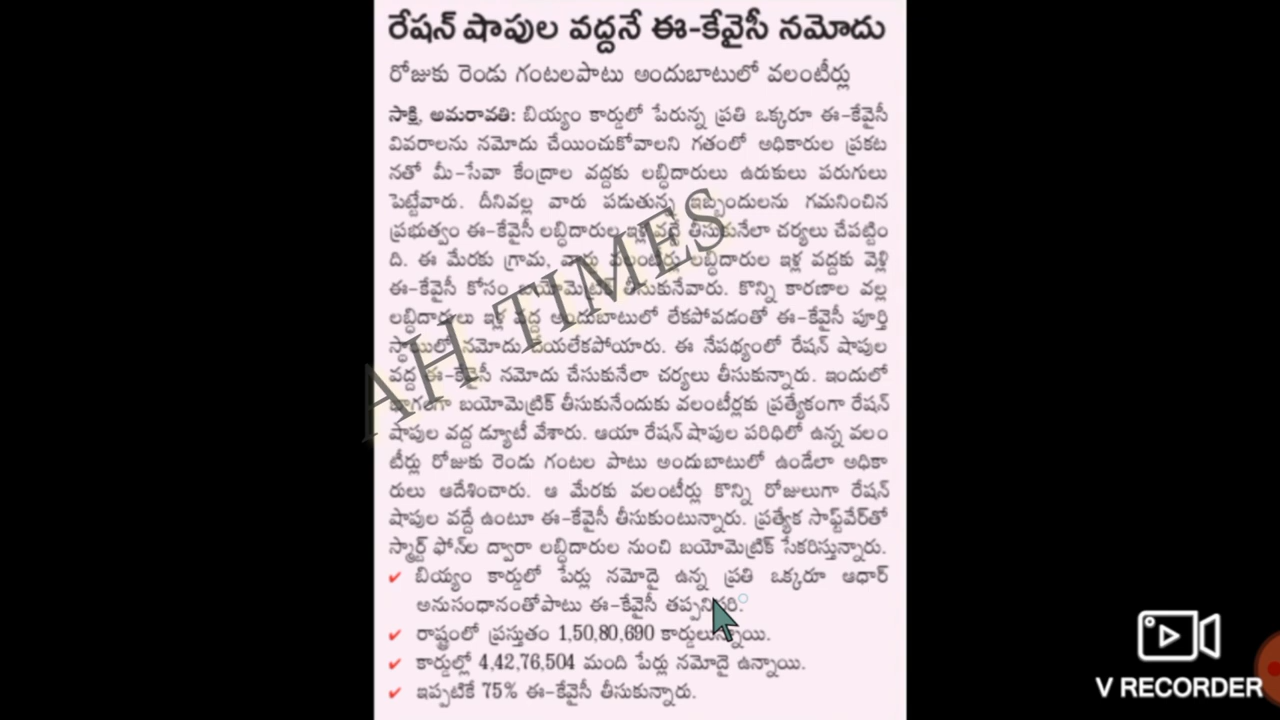 రేషన్ షాపుల వద్దనే ఈ-కేవైసీ నమోదు
రోజుకు రెండు గంటలపాటు అందుబాటులో వలంటీర్లు
సాక్షి, అమరావతి: బియ్యం కార్డులో పేరున్న ప్రతి ఒక్కరూ ఈ-కేవైసీ
వివరాలను నమోదు చేయించుకోవాలని గతంలో అధికారుల ప్రకట
నతో మీ-సేవా కేంద్రాల వద్దకు లబ్ధిదారులు ఉరుకులు పరుగులు
పెట్టేవారు. దీనివల్ల వారు పడుతున్న ఇబ్బందులను గమనించిన
ప్రభుత్వం ఈ-కేవైసీ లబ్ధిదారుల ఇళ్ల వద్దే తీసుకునేలా చర్యలు చేపట్టిం
ది. ఈ మేరకు గ్రామ, వార్డు వలంటీర్లు లబ్ధిదారుల ఇళ్ల వద్దకు వెళ్లి
ఈ-కేవైసీ కోసం బయోమెట్రిక్ తీసుకునేవారు. కొన్ని కారణాల వల్ల
లబ్ధిదారులు ఇళ్ల వద్ద అందుబాటులో లేకపోవడంతో ఈ-కేవైసీ పూర్తి
స్థాయిలో నమోదు చేయలేకపోయారు. ఈ నేపథ్యంలో రేషన్ షాపుల
వద్ద ఈ-కేవైసీ నమోదు చేసుకునేలా చర్యలు తీసుకున్నారు. ఇందులో
భాగంగా బయోమెట్రిక్ తీసుకునేందుకు వలంటీర్లకు ప్రత్యేకంగా రేషన్
షాపుల వద్ద డ్యూటీ వేశారు. ఆయా రేషన్ షాపుల పరిధిలో ఉన్న వలం
టీర్లు రోజుకు రెండు గంటల పాటు అందుబాటులో ఉండేలా అధికా
రులు ఆదేశించారు. ఆ మేరకు వలంటీర్లు కొన్ని రోజులుగా రేషన్
షాపుల వద్దే ఉంటూ ఈ-కేవైసీ తీసుకుంటున్నారు. ప్రత్యేక సాఫ్ట్‌వేర్‌తో
స్మార్ట్ ఫోన్‌ల ద్వారా లబ్ధిదారుల నుంచి బయోమెట్రిక్ సేకరిస్తున్నారు.
✔ బియ్యం కార్డులో పేర్లు నమోదై ఉన్న ప్రతి ఒక్కరూ ఆధార్
అనుసంధానంతోపాటు ఈ-కేవైసీ తప్పనిసరి.
✔ రాష్ట్రంలో ప్రస్తుతం 1,50,80,690 కార్డులున్నాయి.
✔ కార్డుల్లో 4,42,76,504 మంది పేర్లు నమోదై ఉన్నాయి.
✔ ఇప్పటికే 75% ఈ-కేవైసీ తీసుకున్నారు.
AH TIMES
V RECORDER